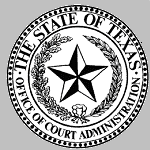 · THE STATE OF TEXAS ·
OFFICE OF COURT ADMINISTRATION